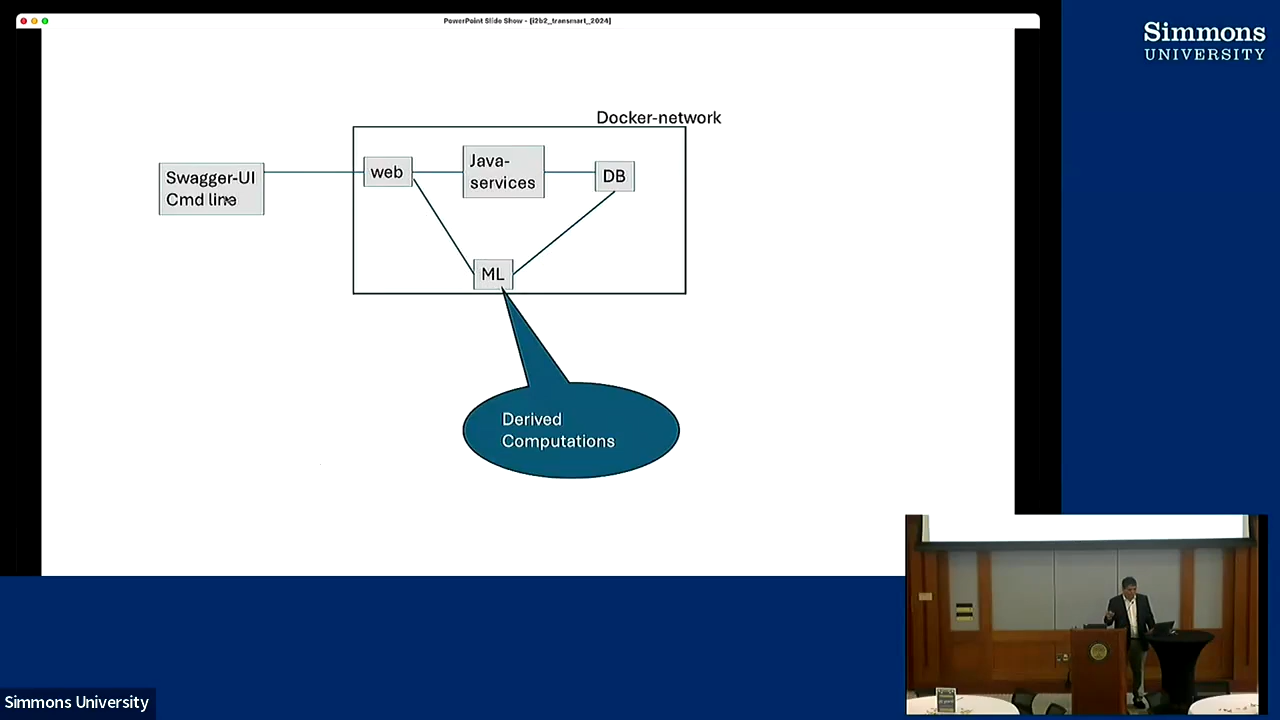 PowerPoint Slide Show - [i2b2_transmart_2024]
Simmons
UNIVERSITY
Docker-network
Swagger-UI
Cmd line
web
Java-
services
DB
ML
Derived
Computations
Simmons University